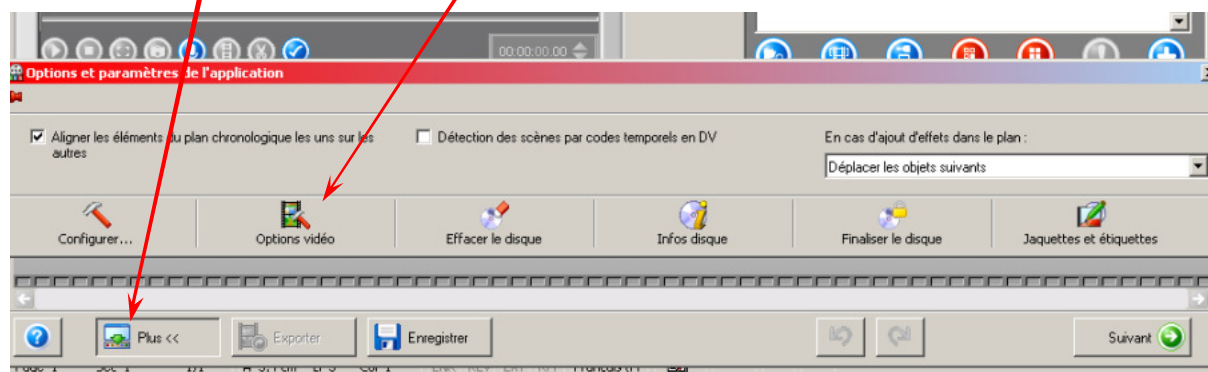 00:00:00.00
Options et paramètres de l'application
Aligner les éléments du plan chronologique les uns sur les
autres
Détection des scènes par codes temporels en DV
En cas d'ajout d'effets dans le plan :
Déplacer les objets suivants
Configurer...
Options vidéo
Effacer le disque
Infos disque
Finaliser le disque
Jaquettes et étiquettes
Plus <<
Exporter
Enregistrer
Suivant